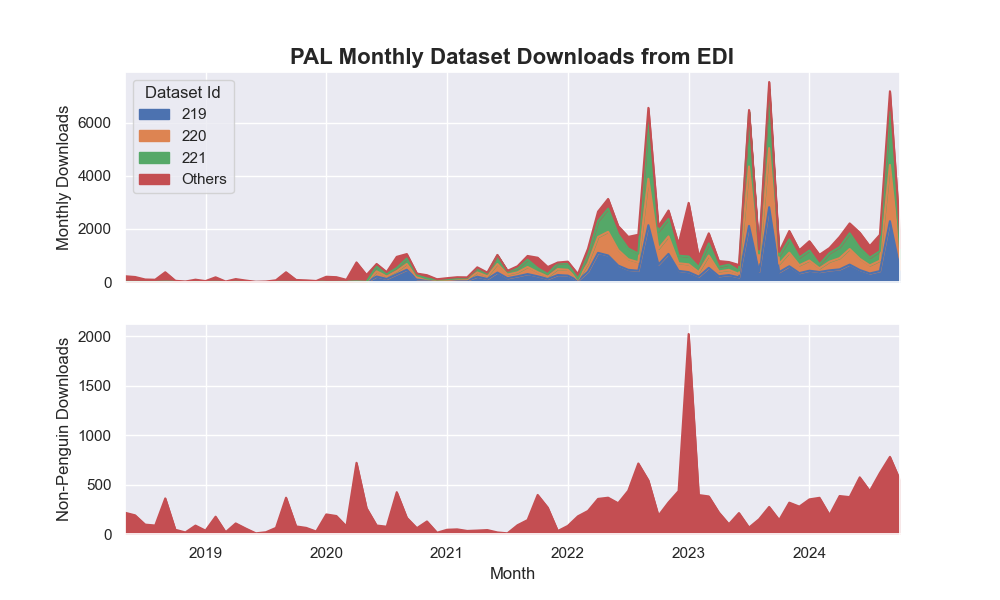 PAL Monthly Dataset Downloads from EDI
Monthly Downloads
6000
4000
2000
0
Dataset Id
219
220
221
Others
Non-Penguin Downloads
2000
1500
1000
500
0
2019 2020 2021 2022 2023 2024
Month